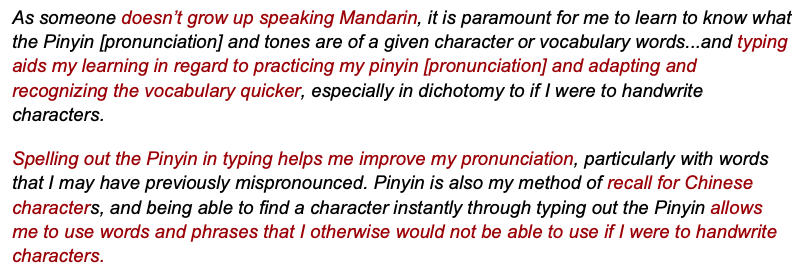 As someone doesn’t grow up speaking Mandarin, it is paramount for me to learn to know what
the Pinyin [pronunciation] and tones are of a given character or vocabulary words...and typing
aids my learning in regard to practicing my pinyin [pronunciation] and adapting and
recognizing the vocabulary quicker, especially in dichotomy to if I were to handwrite
characters.
Spelling out the Pinyin in typing helps me improve my pronunciation, particularly with words
that I may have previously mispronounced. Pinyin is also my method of recall for Chinese
characters, and being able to find a character instantly through typing out the Pinyin allows
me to use words and phrases that I otherwise would not be able to use if I were to handwrite
characters.